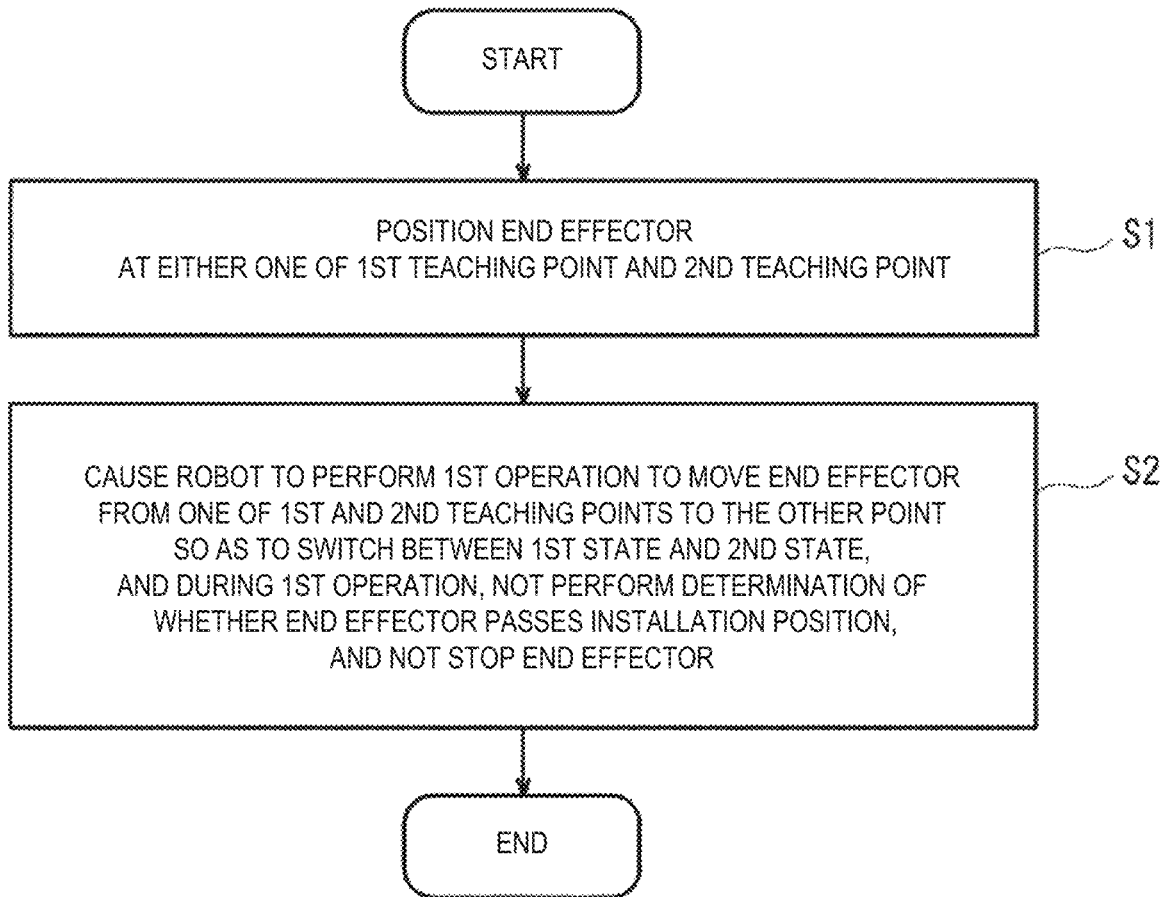 START
POSITION END EFFECTOR
AT EITHER ONE OF 1ST TEACHING POINT AND 2ND TEACHING POINT
S1
CAUSE ROBOT TO PERFORM 1ST OPERATION TO MOVE END EFFECTOR
FROM ONE OF 1ST AND 2ND TEACHING POINTS TO THE OTHER POINT
SO AS TO SWITCH BETWEEN 1ST STATE AND 2ND STATE,
AND DURING 1ST OPERATION, NOT PERFORM DETERMINATION OF
WHETHER END EFFECTOR PASSES INSTALLATION POSITION,
AND NOT STOP END EFFECTOR
S2
END